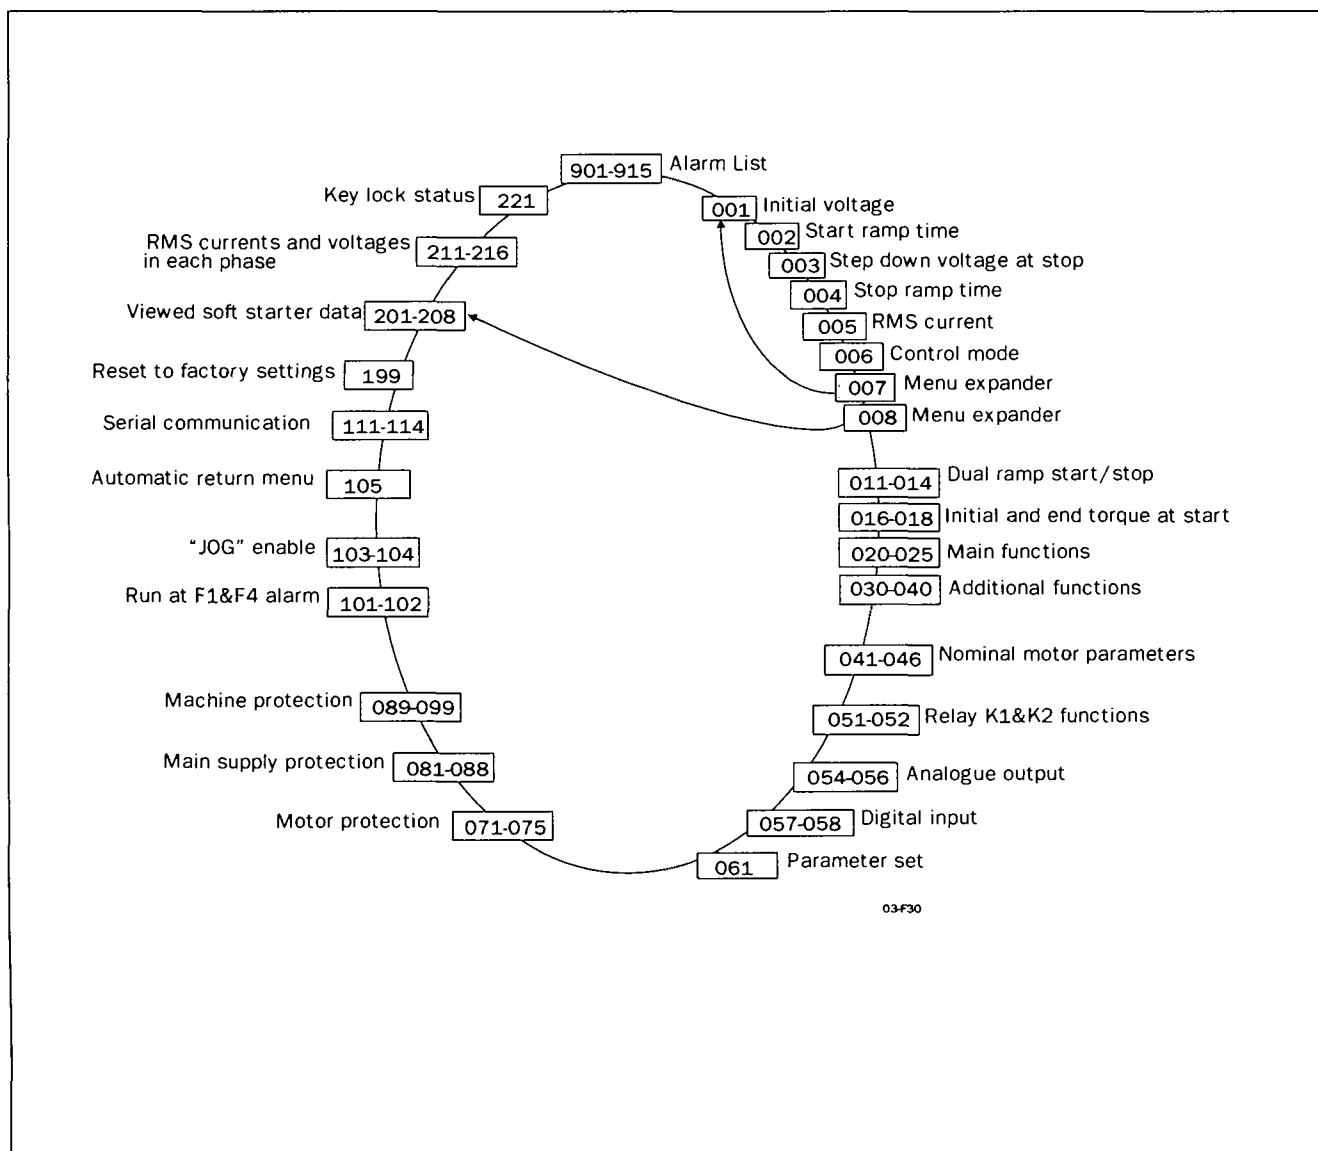 901-915 Alarm List
Key lock status 221
001 Initial voltage
RMS currents and voltages
in each phase
211-216
002 Start ramp time
003 Step down voltage at stop
Viewed soft starter data 201-208
004 Stop ramp time
005 RMS current
006 Control mode
Reset to factory settings 199
007 Menu expander
Serial communication 111-114
008 Menu expander
Automatic return menu 105
011-014 Dual ramp start/stop
016-018 Initial and end torque at start
"JOG" enable 103-104
020-025 Main functions
Run at F1&F4 alarm 101-102
030-040 Additional functions
041-046 Nominal motor parameters
Machine protection 089-099
051-052 Relay K1&K2 functions
Main supply protection 081-088
054-056 Analogue output
Motor protection 071-075
057-058 Digital input
061 Parameter set
03-F30